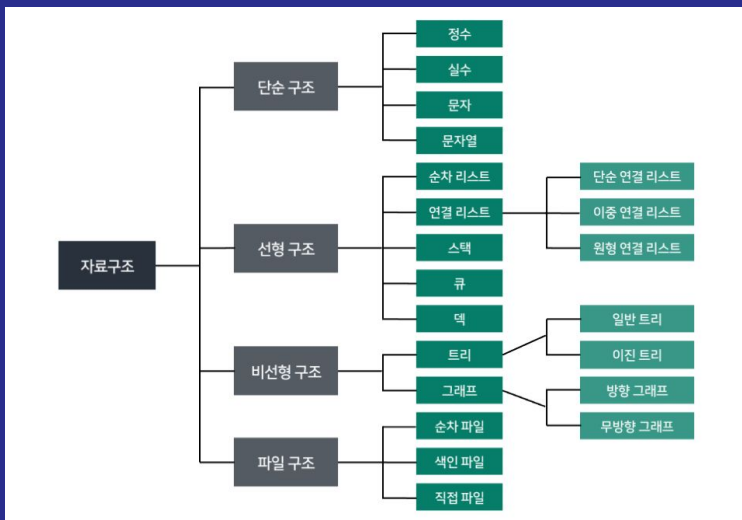 자료구조
단순 구조
정수
실수
문자
문자열
선형 구조
순차 리스트
연결 리스트
단순 연결 리스트
이중 연결 리스트
원형 연결 리스트
스택
큐
덱
비선형 구조
트리
일반 트리
이진 트리
그래프
방향 그래프
무방향 그래프
파일 구조
순차 파일
색인 파일
직접 파일